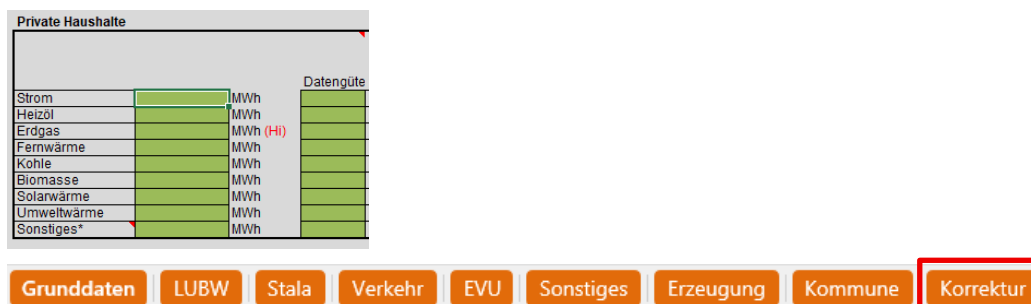 Private Haushalte
Datengüte
Strom MWh
Heizöl MWh
Erdgas MWh (Hi)
Fernwärme MWh
Kohle MWh
Biomasse MWh
Solarwärme MWh
Umweltwärme MWh
Sonstiges* MWh
Grunddaten LUBW Stala Verkehr EVU Sonstiges Erzeugung Kommune Korrektur